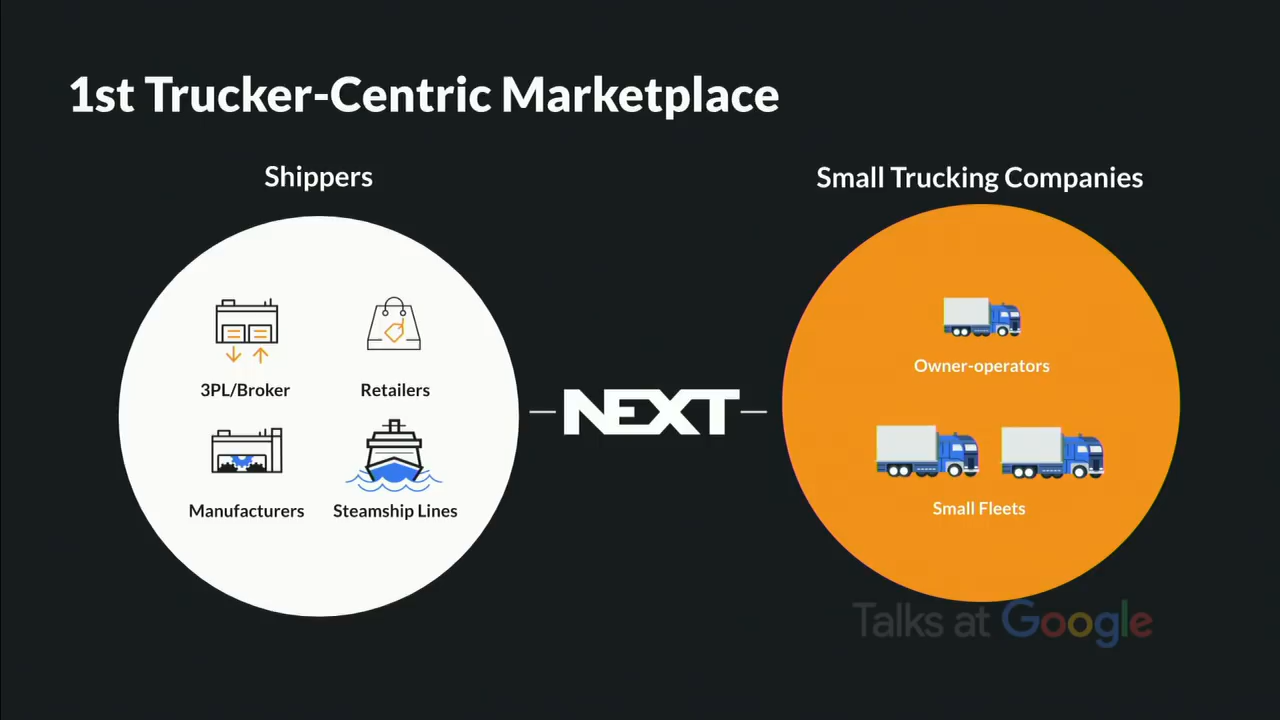 1st Trucker-Centric Marketplace
Shippers
Small Trucking Companies
3PL/Broker
Retailers
Manufacturers
Steamship Lines
NEXT
Owner-operators
Small Fleets
Talks at Google